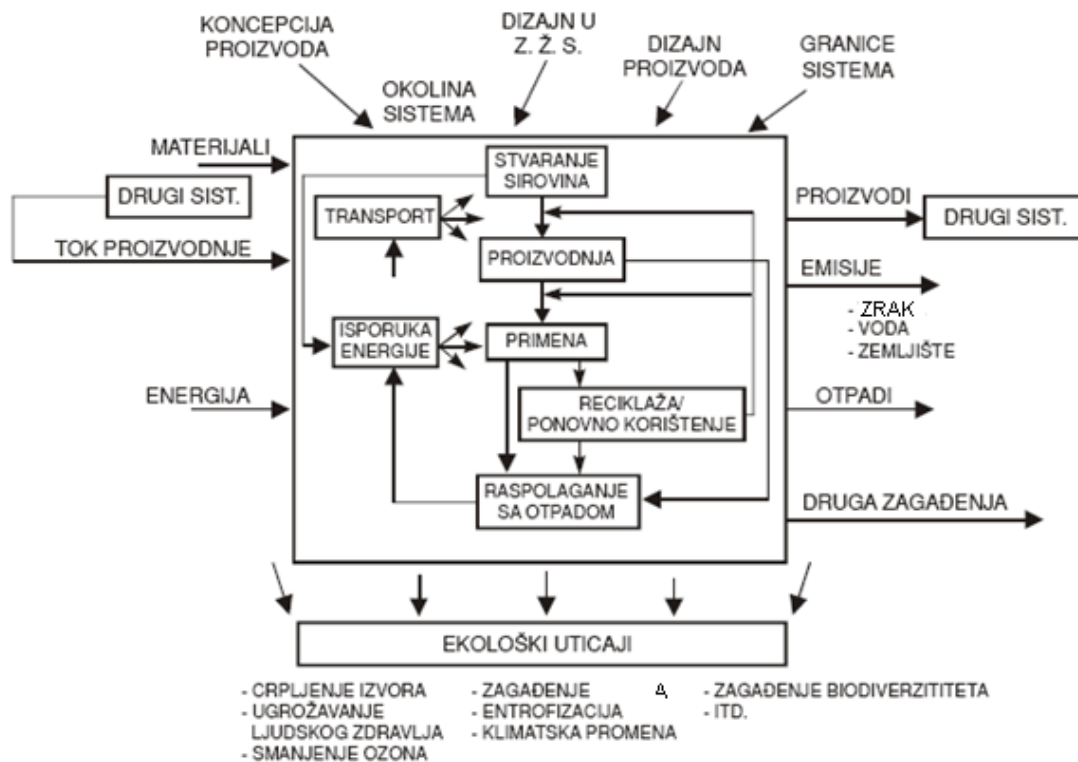 KONCEPCIJA
PROIZVODA
DIZAJN U
Z. Ž. S.
DIZAJN
PROIZVODA
GRANICE
SISTEMA
OKOLINA
SISTEMA
MATERIJALI
DRUGI SIST.
TOK PROIZVODNJE
ENERGIJA
STVARANJE
SIROVINA
TRANSPORT
PROIZVODNJA
ISPORUKA
ENERGIJE
PRIMENA
RECIKLAŽA/
PONOVNO KORIŠTENJE
RASPOLAGANJE
SA OTPADOM
PROIZVODI
DRUGI SIST.
EMISIJE
- ZRAK
- VODA
- ZEMLJIŠTE
OTPADI
DRUGA ZAGAĐENJA
EKOLOŠKI UTICAJI
- CRPLJENJE IZVORA
- UGROŽAVANJE
LJUDSKOG ZDRAVLJA
- SMANJENJE OZONA
- ZAGAĐENJE A
- ENTROFIZACIJA
- KLIMATSKA PROMENA
- ZAGAĐENJE BIODIVERZITITETA
- ITD.